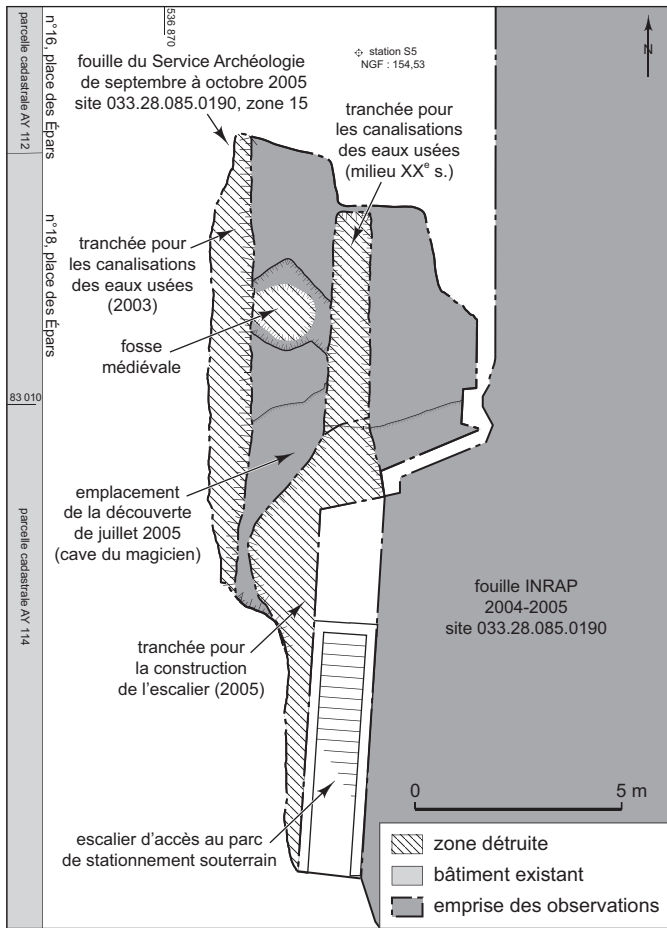 536 870
N
parcelle cadastrale AY 112
n°16, place des Épars
fouille du Service Archéologie
de septembre à octobre 2005
site 033.28.085.0190, zone 15
station S5
NGF : 154,53
tranchée pour
les canalisations
des eaux usées
(milieu XXe s.)
n°18, place des Épars
tranchée pour
les canalisations
des eaux usées
(2003)
fosse
médiévale
83 010
emplacement
de la découverte
de juillet 2005
(cave du magicien)
parcelle cadastrale AY 114
fouille INRAP
2004-2005
site 033.28.085.0190
tranchée pour
la construction
de l'escalier (2005)
escalier d'accès au parc
de stationnement souterrain
0
5 m
zone détruite
bâtiment existant
emprise des observations